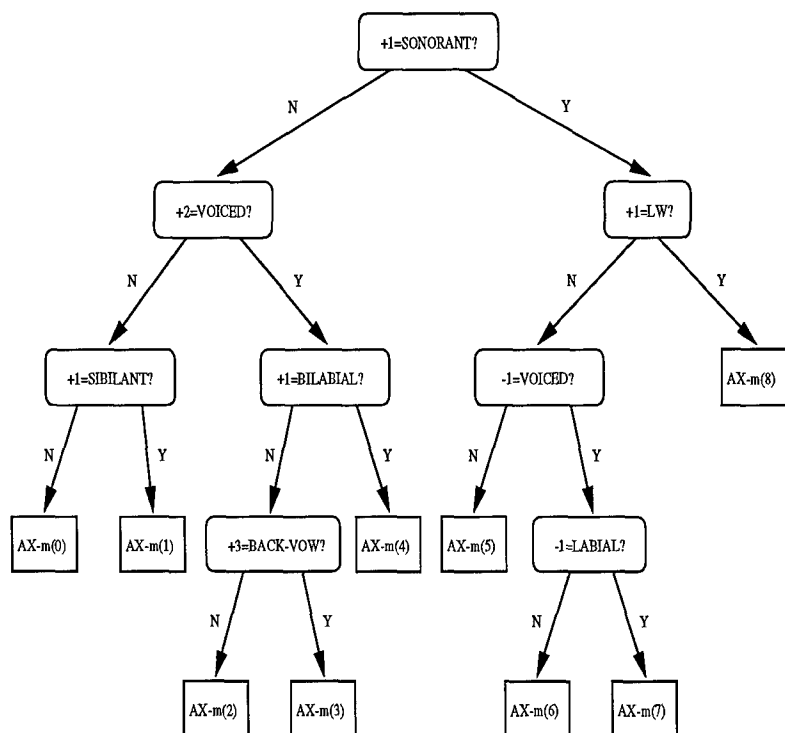 +1=SONORANT?
N
Y
+2=VOICED?
+1=LW?
N
Y
N
Y
+1=SIBILANT?
+1=BILABIAL?
-1=VOICED?
AX-m(8)
N
Y
N
Y
N
Y
AX-m(0)
AX-m(1)
+3=BACK-VOW?
AX-m(4)
AX-m(5)
-1=LABIAL?
N
Y
N
Y
AX-m(2)
AX-m(3)
AX-m(6)
AX-m(7)